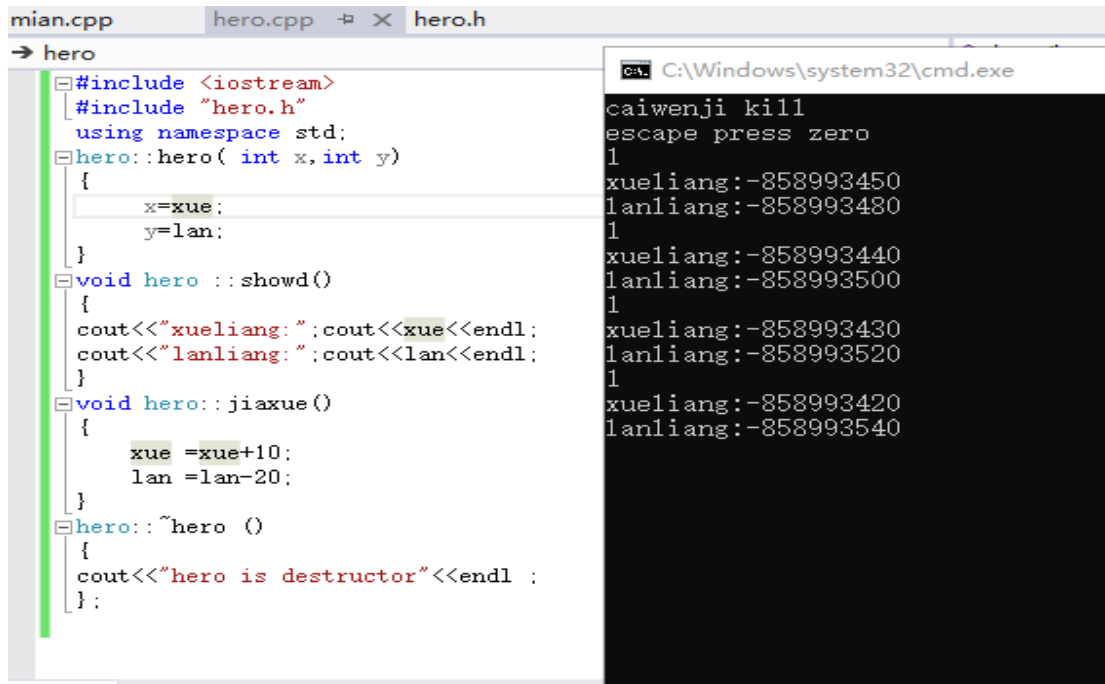 mian.cpp hero.cpp hero.h
hero
#include <iostream>
#include "hero.h"
using namespace std;
hero::hero( int x,int y)
{
x=xue;
y=lan;
}
void hero ::showd()
{
cout<<"xueliang:";cout<<xue<<endl;
cout<<"lanliang:";cout<<lan<<endl;
}
void hero::jiaxue()
{
xue =xue+10;
lan =lan-20;
}
hero::~hero ()
{
cout<<"hero is destructor"<<endl ;
};
C:\Windows\system32\cmd.exe
caiwenji kill
escape press zero
1
xueliang:-858993450
lanliang:-858993480
1
xueliang:-858993440
lanliang:-858993500
1
xueliang:-858993430
lanliang:-858993520
1
xueliang:-858993420
lanliang:-858993540